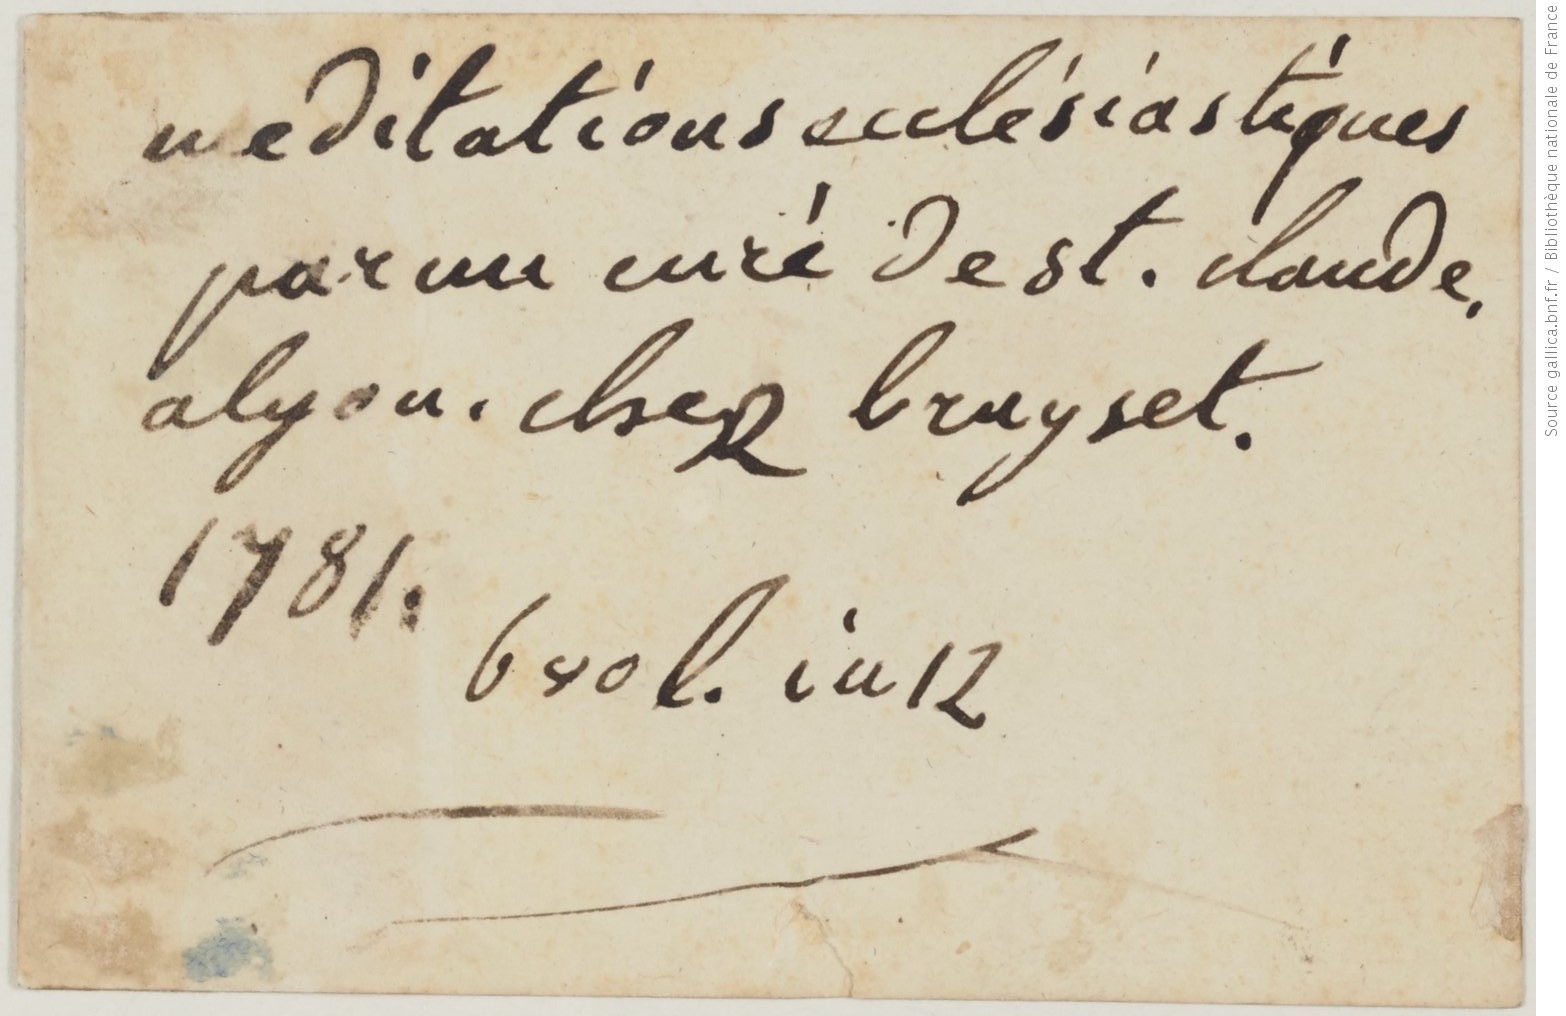 meditations ecclésiastiques
par un curé de st. claude,
a lyon. chez bruyset.
1781.
6 vol. in 12
Source gallica.bnf.fr / Bibliothèque nationale de France